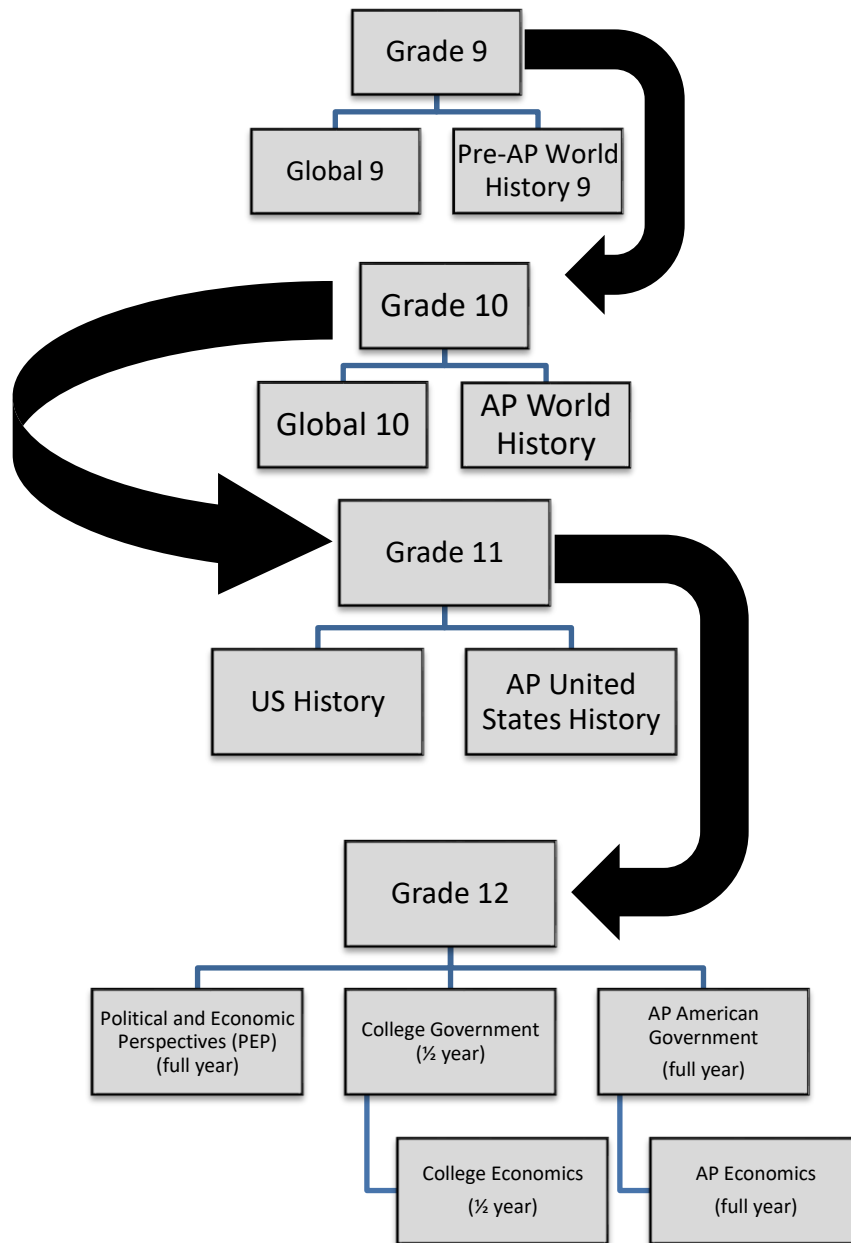 Grade 9
Global 9
Pre-AP World
History 9
Grade 10
Global 10
AP World
History
Grade 11
US History
AP United
States History
Grade 12
Political and Economic
Perspectives (PEP)
(full year)
College Government
(½ year)
AP American
Government
(full year)
College Economics
(½ year)
AP Economics
(full year)